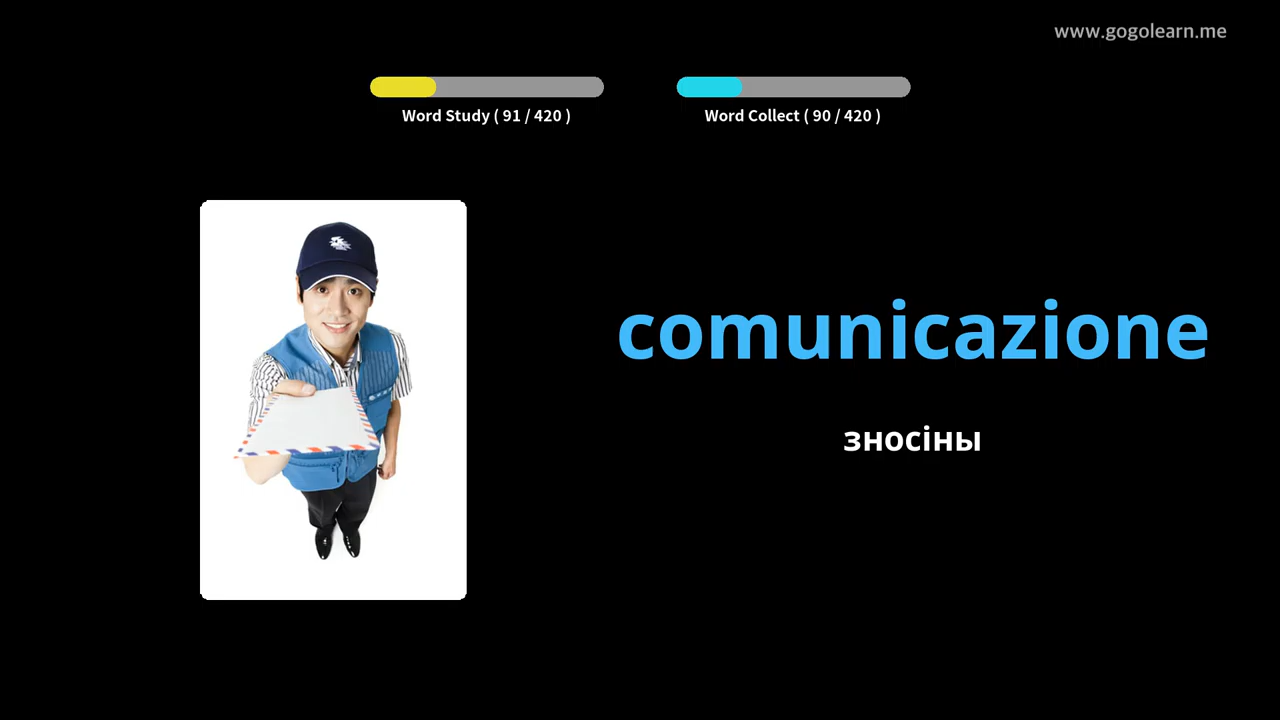 www.gogolearn.me
Word Study ( 91 / 420 )
Word Collect ( 90 / 420 )
comunicazione
зносіны